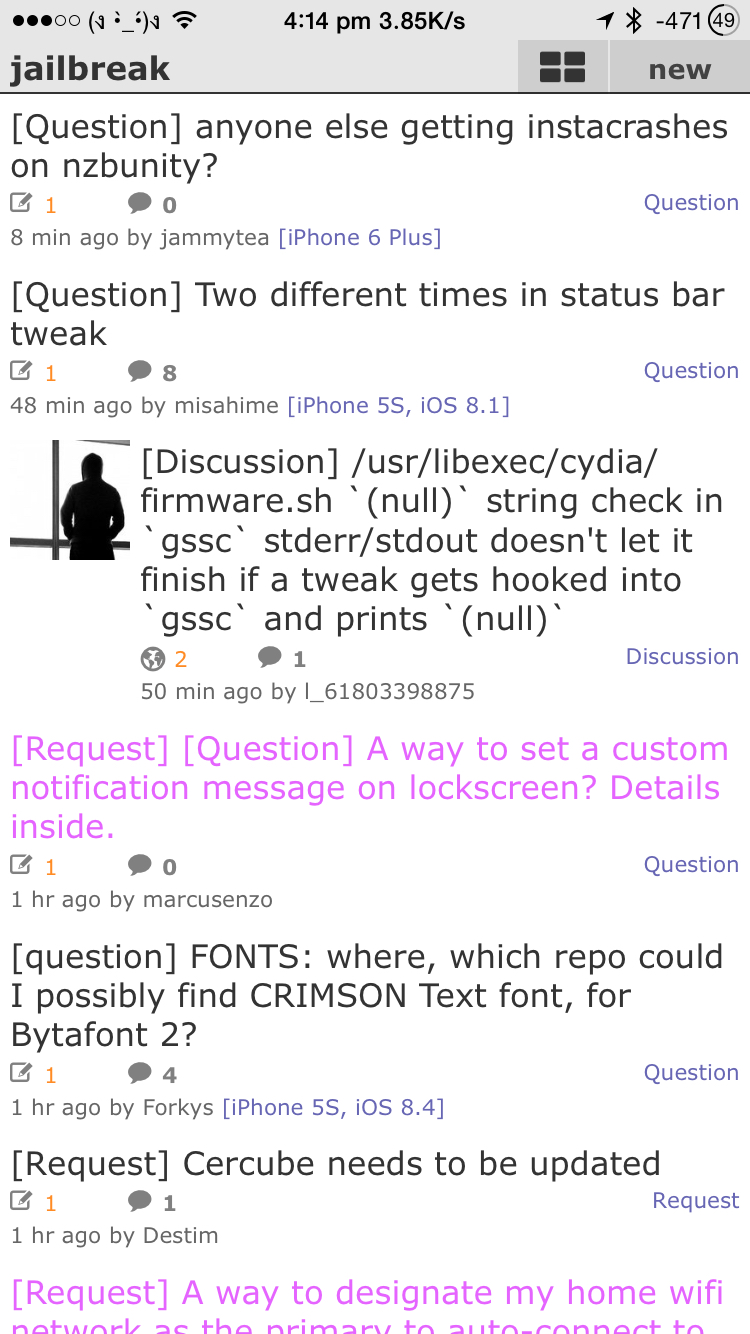 (ง •̀_•́)ง 4:14 pm 3.85K/s -471 49
jailbreak new
[Question] anyone else getting instacrashes
on nzbunity?
1 0 Question
8 min ago by jammytea [iPhone 6 Plus]
[Question] Two different times in status bar
tweak
1 8 Question
48 min ago by misahime [iPhone 5S, iOS 8.1]
[Discussion] /usr/libexec/cydia/
firmware.sh `(null)` string check in
`gssc` stderr/stdout doesn't let it
finish if a tweak gets hooked into
`gssc` and prints `(null)`
2 1 Discussion
50 min ago by l_61803398875
[Request] [Question] A way to set a custom
notification message on lockscreen? Details
inside.
1 0 Question
1 hr ago by marcusenzo
[question] FONTS: where, which repo could
I possibly find CRIMSON Text font, for
Bytafont 2?
1 4 Question
1 hr ago by Forkys [iPhone 5S, iOS 8.4]
[Request] Cercube needs to be updated
1 1 Request
1 hr ago by Destim
[Request] A way to designate my home wifi
network as the primary to auto-connect to